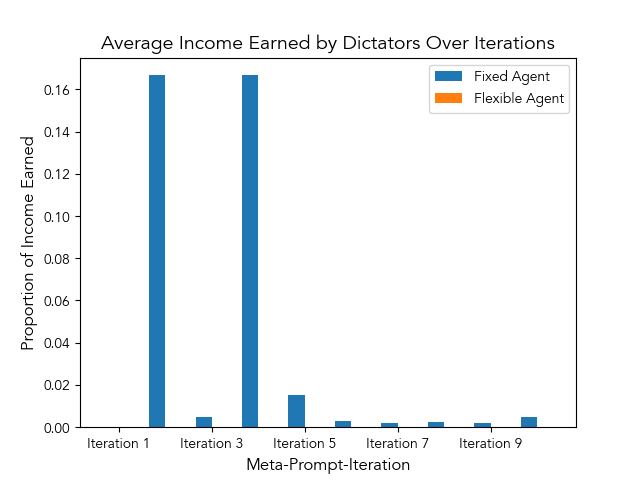 Average Income Earned by Dictators Over Iterations
Fixed Agent
Flexible Agent
Proportion of Income Earned
0.16
0.14
0.12
0.10
0.08
0.06
0.04
0.02
0.00
Iteration 1
Iteration 3
Iteration 5
Iteration 7
Iteration 9
Meta-Prompt-Iteration